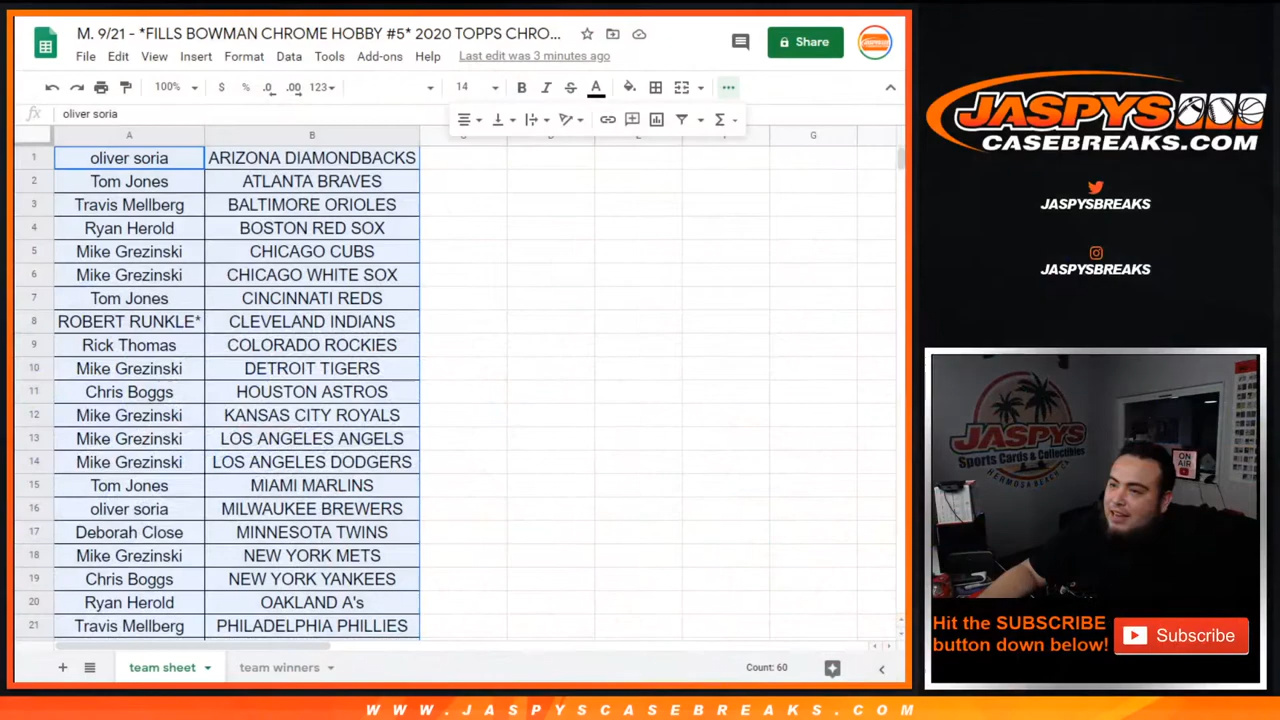 M. 9/21 - *FILLS BOWMAN CHROME HOBBY #5* 2020 TOPPS CHRO...
File Edit View Insert Format Data Tools Add-ons Help Last edit was 3 minutes ago
Share
100% $ % .0 .00 123 14 B I S A
fx oliver soria
A B G
1 oliver soria ARIZONA DIAMONDBACKS
2 Tom Jones ATLANTA BRAVES
3 Travis Mellberg BALTIMORE ORIOLES
4 Ryan Herold BOSTON RED SOX
5 Mike Grezinski CHICAGO CUBS
6 Mike Grezinski CHICAGO WHITE SOX
7 Tom Jones CINCINNATI REDS
8 ROBERT RUNKLE* CLEVELAND INDIANS
9 Rick Thomas COLORADO ROCKIES
10 Mike Grezinski DETROIT TIGERS
11 Chris Boggs HOUSTON ASTROS
12 Mike Grezinski KANSAS CITY ROYALS
13 Mike Grezinski LOS ANGELES ANGELS
14 Mike Grezinski LOS ANGELES DODGERS
15 Tom Jones MIAMI MARLINS
16 oliver soria MILWAUKEE BREWERS
17 Deborah Close MINNESOTA TWINS
18 Mike Grezinski NEW YORK METS
19 Chris Boggs NEW YORK YANKEES
20 Ryan Herold OAKLAND A's
21 Travis Mellberg PHILADELPHIA PHILLIES
team sheet team winners Count: 60
JASPYS
CASEBREAKS.COM
JASPYSBREAKS
JASPYSBREAKS
JASPYS
Sports Cards & Collectibles
HERMOSA BEACH
ON AIR
Hit the SUBSCRIBE
button down below!
Subscribe
WWW.JASPYSCASEBREAKS.COM